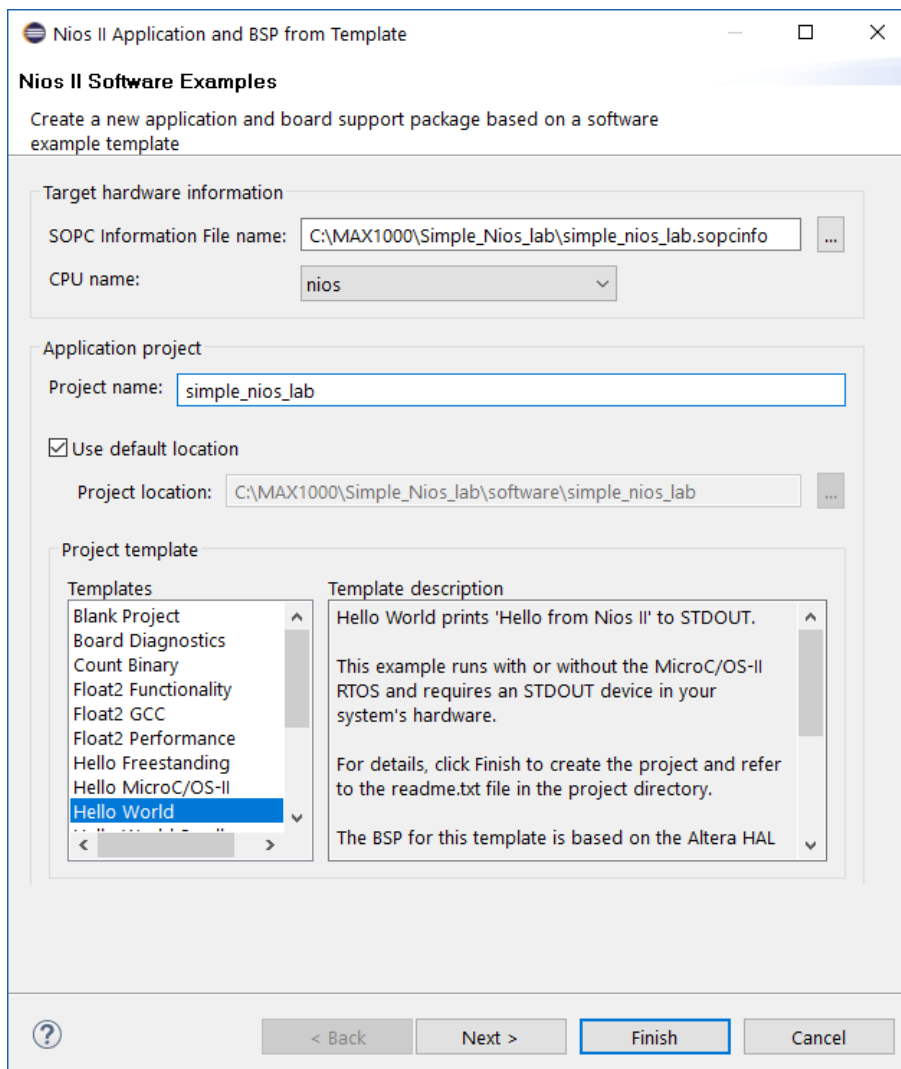 Nios II Application and BSP from Template
Nios II Software Examples
Create a new application and board support package based on a software
example template
Target hardware information
SOPC Information File name: C:\MAX1000\Simple_Nios_lab\simple_nios_lab.sopcinfo ...
CPU name: nios
Application project
Project name: simple_nios_lab
Use default location
Project location: C:\MAX1000\Simple_Nios_lab\software\simple_nios_lab ...
Project template
Templates
Blank Project
Board Diagnostics
Count Binary
Float2 Functionality
Float2 GCC
Float2 Performance
Hello Freestanding
Hello MicroC/OS-II
Hello World
Template description
Hello World prints 'Hello from Nios II' to STDOUT.
This example runs with or without the MicroC/OS-II
RTOS and requires an STDOUT device in your
system's hardware.
For details, click Finish to create the project and refer
to the readme.txt file in the project directory.
The BSP for this template is based on the Altera HAL
? < Back Next > Finish Cancel